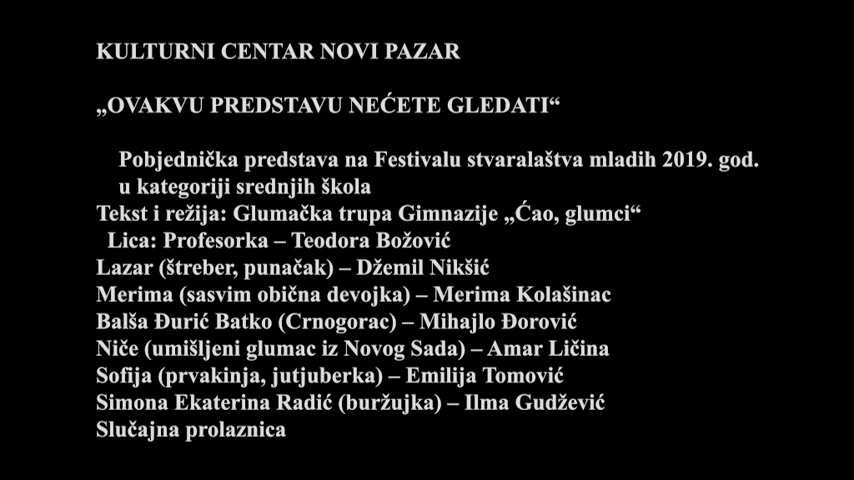 KULTURNI CENTAR NOVI PAZAR
„OVAKVU PREDSTAVU NEĆETE GLEDATI“
Pobjednička predstava na Festivalu stvaralaštva mladih 2019. god.
u kategoriji srednjih škola
Tekst i režija: Glumačka trupa Gimnazije „Ćao, glumci“
Lica: Profesorka – Teodora Božović
Lazar (štreber, punačak) – Džemil Nikšić
Merima (sasvim obična devojka) – Merima Kolašinac
Balša Đurić Batko (Crnogorac) – Mihajlo Đorović
Niče (umišljeni glumac iz Novog Sada) – Amar Ličina
Sofija (prvakinja, jutjuberka) – Emilija Tomović
Simona Ekaterina Radić (buržujka) – Ilma Gudžević
Slučajna prolaznica